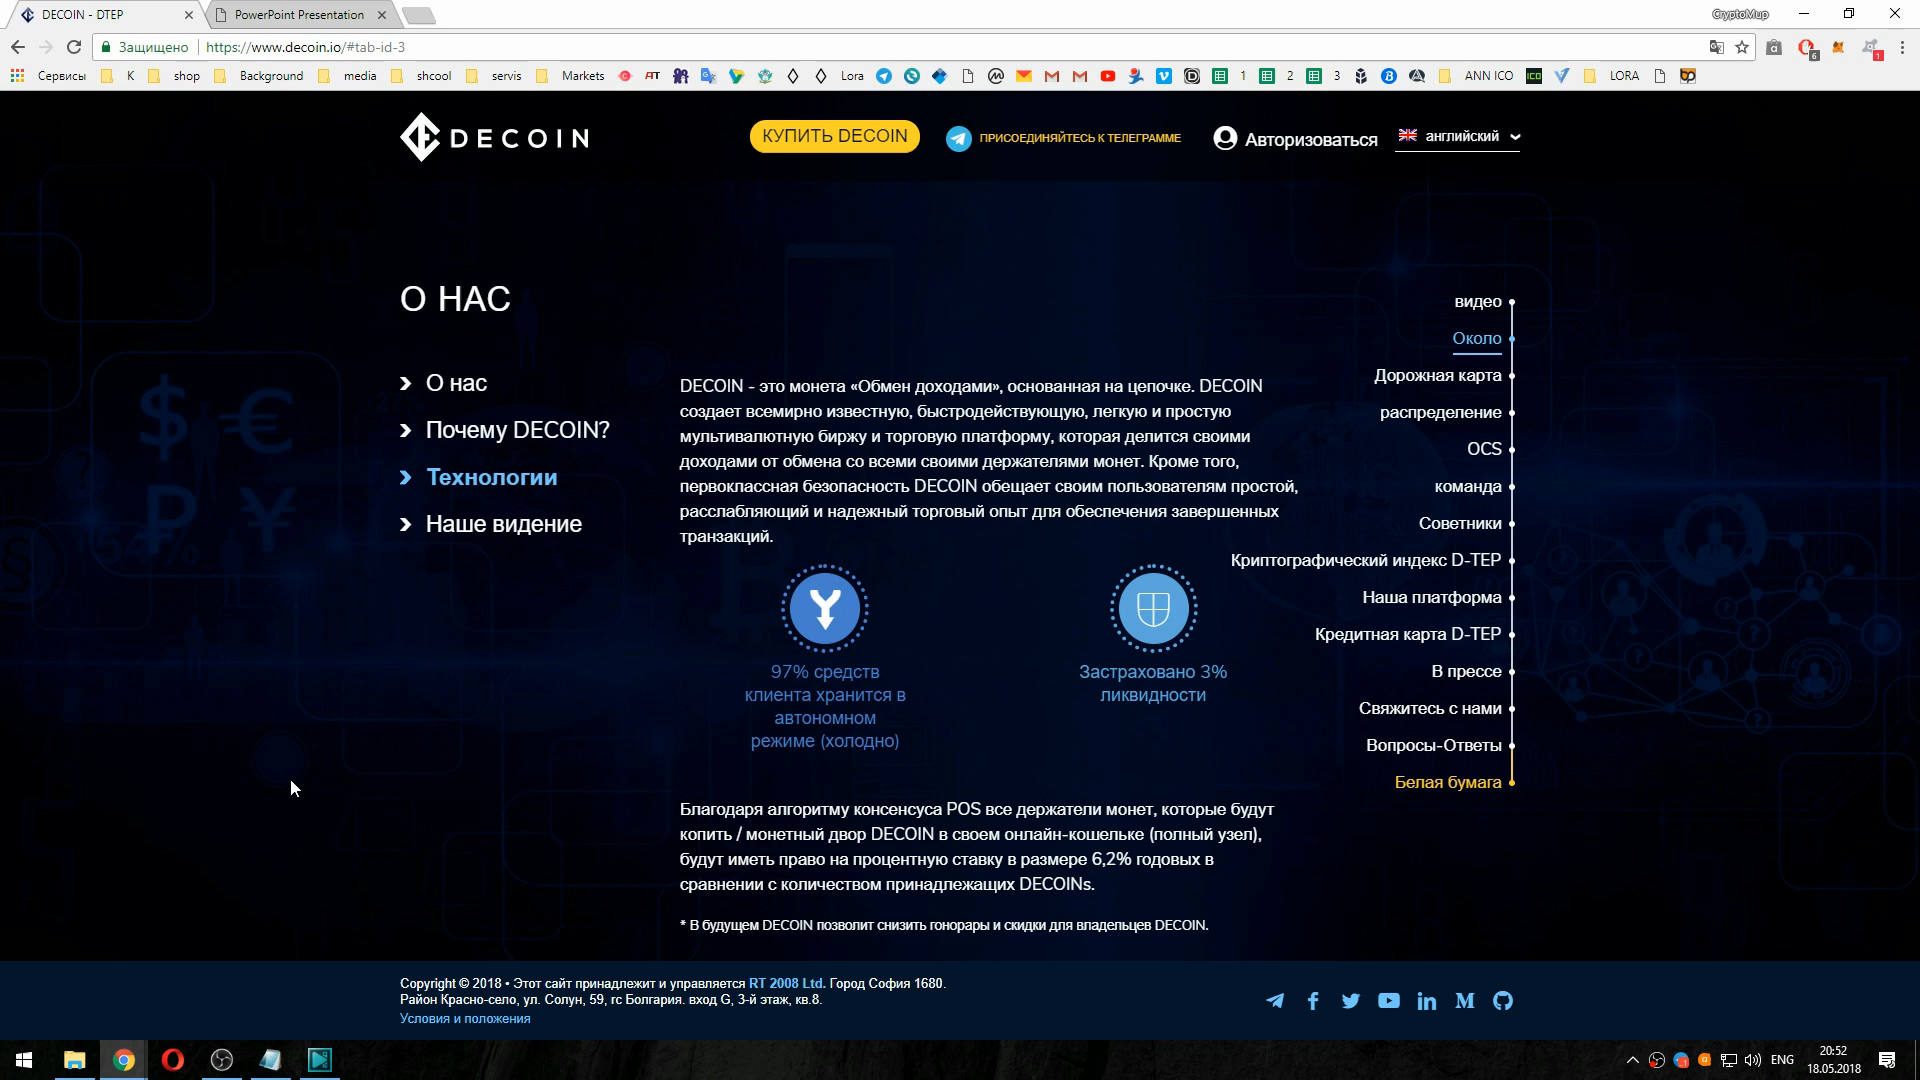 DECOIN - DTEP
PowerPoint Presentation
CryptoMup
Защищено
https://www.decoin.io/#tab-id-3
Сервисы
K
shop
Background
media
shcool
servis
Markets
Lora
1
2
3
ANN ICO
LORA
DECOIN
КУПИТЬ DECOIN
ПРИСОЕДИНЯЙТЕСЬ К ТЕЛЕГРАММЕ
Авторизоваться
английский
О НАС
О нас
Почему DECOIN?
Технологии
Наше видение
DECOIN - это монета «Обмен доходами», основанная на цепочке. DECOIN
создает всемирно известную, быстродействующую, легкую и простую
мультивалютную биржу и торговую платформу, которая делится своими
доходами от обмена со всеми своими держателями монет. Кроме того,
первоклассная безопасность DECOIN обещает своим пользователям простой,
расслабляющий и надежный торговый опыт для обеспечения завершенных
транзакций.
97% средств
клиента хранится в
автономном
режиме (холодно)
Застраховано 3%
ликвидности
Благодаря алгоритму консенсуса POS все держатели монет, которые будут
копить / монетный двор DECOIN в своем онлайн-кошельке (полный узел),
будут иметь право на процентную ставку в размере 6,2% годовых в
сравнении с количеством принадлежащих DECOINs.
* В будущем DECOIN позволит снизить гонорары и скидки для владельцев DECOIN.
видео
Около
Дорожная карта
распределение
OCS
команда
Советники
Криптографический индекс D-TEP
Наша платформа
Кредитная карта D-TEP
В прессе
Свяжитесь с нами
Вопросы-Ответы
Белая бумага
Copyright © 2018 • Этот сайт принадлежит и управляется RT 2008 Ltd. Город София 1680.
Район Красно-село, ул. Солун, 59, гс Болгария. вход G, 3-й этаж, кв.8.
Условия и положения
ENG
20:52
18.05.2018